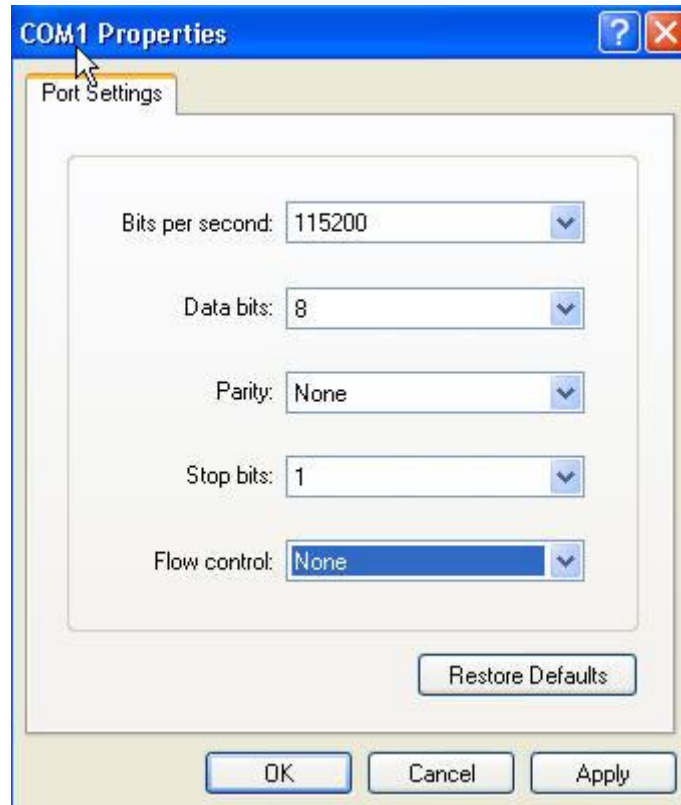 COM1 Properties
Port Settings
Bits per second: 115200
Data bits: 8
Parity: None
Stop bits: 1
Flow control: None
Restore Defaults
OK Cancel Apply